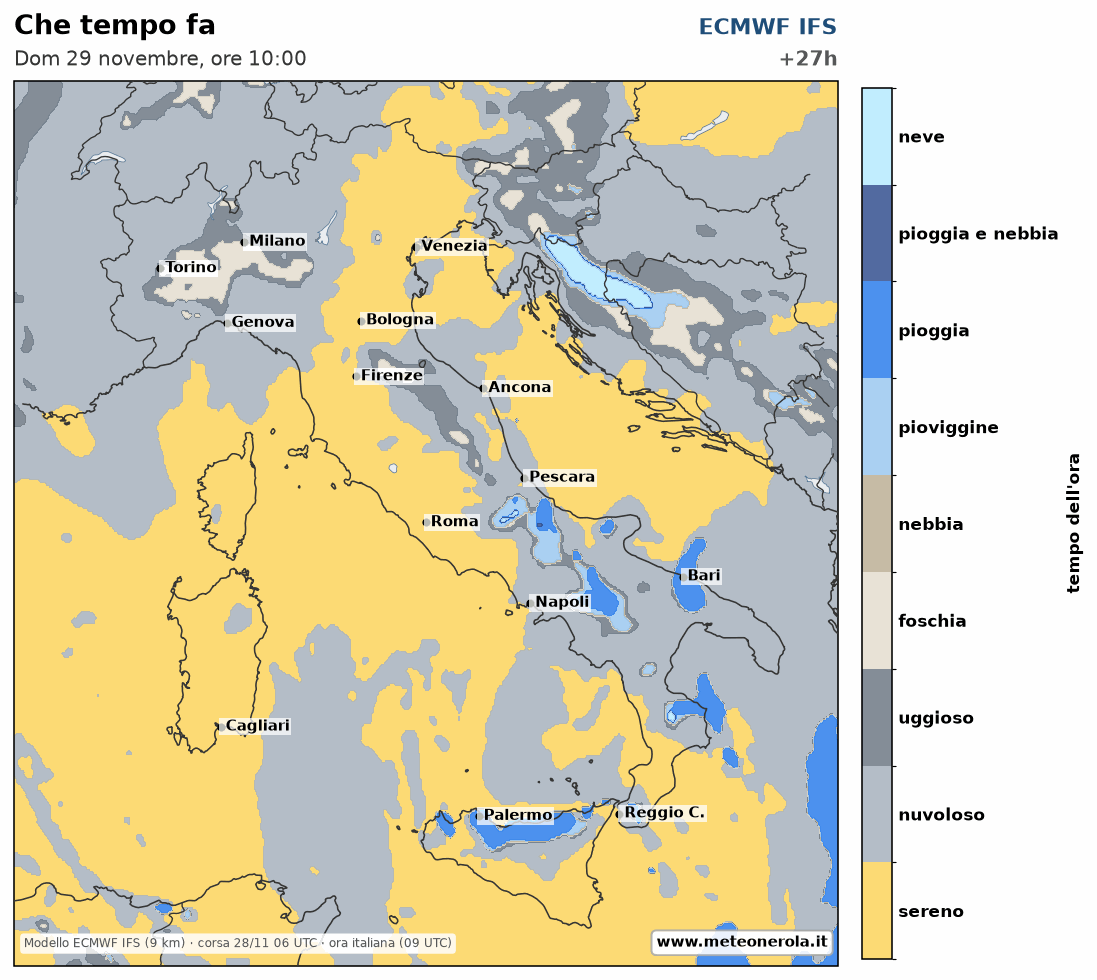 Che tempo fa
ECMWF IFS
Dom 29 novembre, ore 10:00
+27h
Milano
Venezia
Torino
Bologna
Genova
Firenze
Ancona
Pescara
Roma
Bari
Napoli
Cagliari
Palermo
Reggio C.
Modello ECMWF IFS (9 km) · corsa 28/11 06 UTC · ora italiana (09 UTC)
www.meteonerola.it
neve
pioggia e nebbia
pioggia
pioviggine
nebbia
foschia
uggioso
nuvoloso
sereno
tempo dell'ora